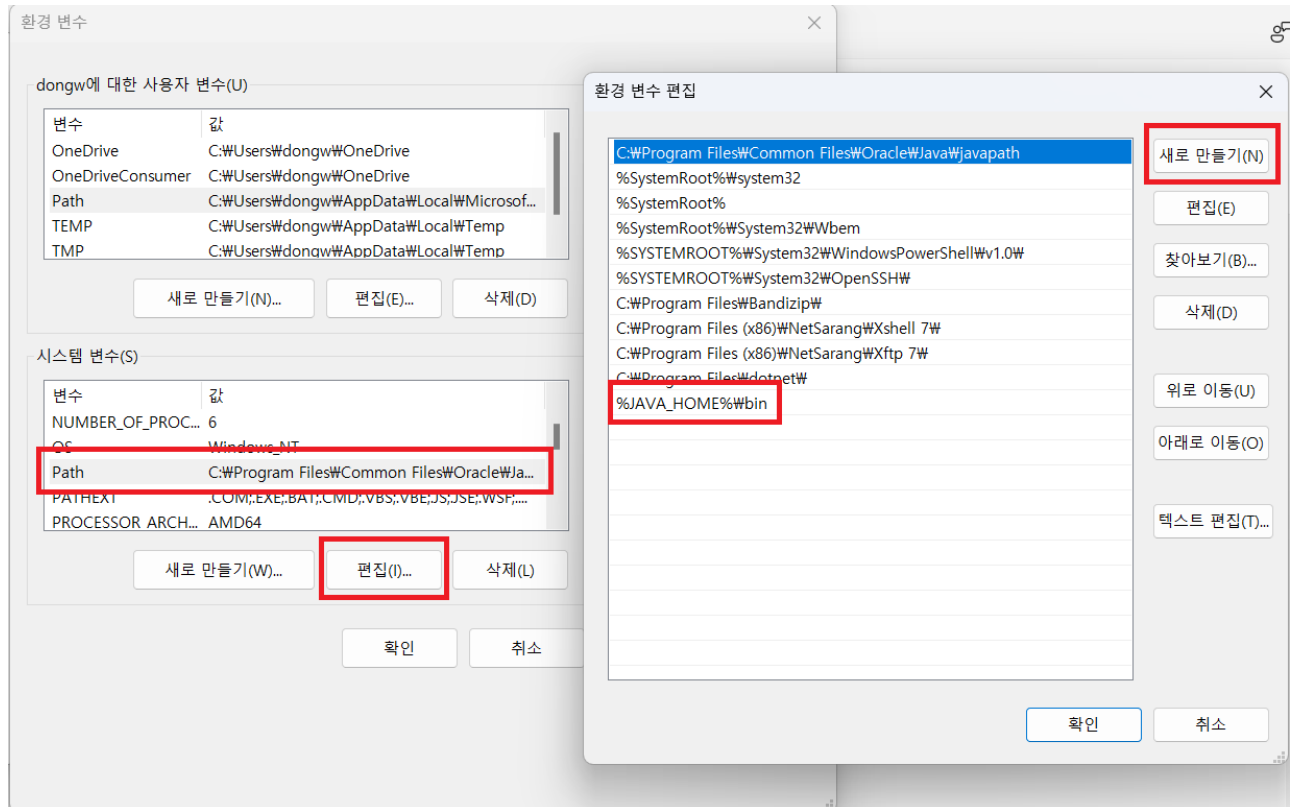 환경 변수
dongw에 대한 사용자 변수(U)
변수 값
OneDrive C:₩Users₩dongw₩OneDrive
OneDriveConsumer C:₩Users₩dongw₩OneDrive
Path C:₩Users₩dongw₩AppData₩Local₩Microsof...
TEMP C:₩Users₩dongw₩AppData₩Local₩Temp
TMP C:₩Users₩dongw₩AppData₩Local₩Temp
새로 만들기(N)... 편집(E)... 삭제(D)
시스템 변수(S)
변수 값
NUMBER_OF_PROC... 6
OS Windows_NT
Path C:₩Program Files₩Common Files₩Oracle₩Ja...
PATHEXT .COM;.EXE;.BAT;.CMD;.VBS;.VBE;.JS;.JSE;.WSF;....
PROCESSOR_ARCH... AMD64
새로 만들기(W)... 편집(I)... 삭제(L)
확인 취소
환경 변수 편집
C:₩Program Files₩Common Files₩Oracle₩Java₩javapath
%SystemRoot%₩system32
%SystemRoot%
%SystemRoot%₩System32₩Wbem
%SYSTEMROOT%₩System32₩WindowsPowerShell₩v1.0₩
%SYSTEMROOT%₩System32₩OpenSSH₩
C:₩Program Files₩Bandizip₩
C:₩Program Files (x86)₩NetSarang₩Xshell 7₩
C:₩Program Files (x86)₩NetSarang₩Xftp 7₩
C:₩Program Files₩dotnet₩
%JAVA_HOME%₩bin
새로 만들기(N)
편집(E)
찾아보기(B)...
삭제(D)
위로 이동(U)
아래로 이동(O)
텍스트 편집(T)...
확인 취소